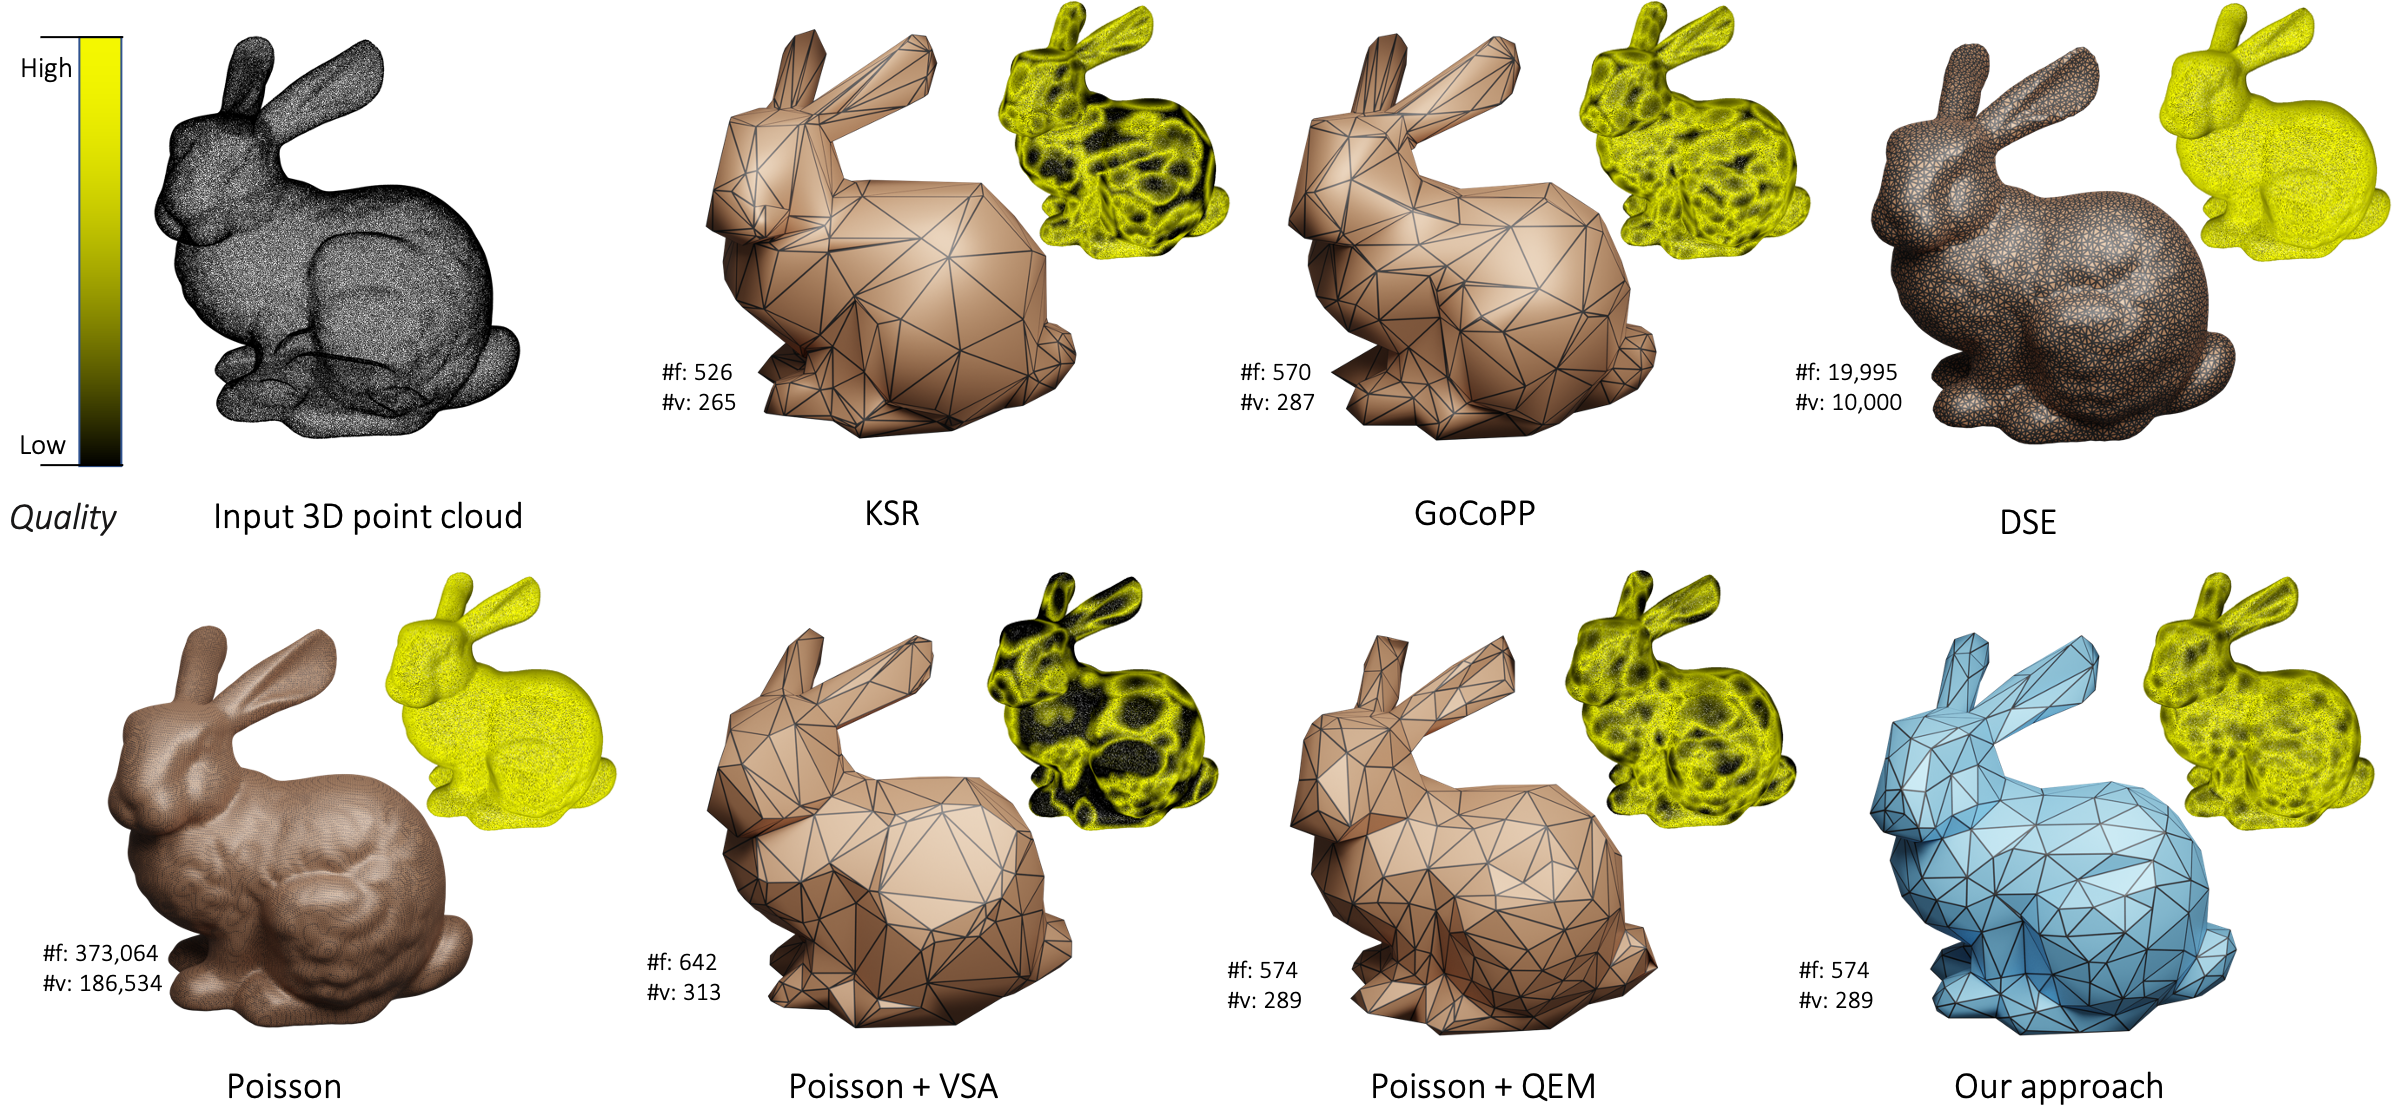 High
Low
Quality
Input 3D point cloud
#f: 526
#v: 265
KSR
#f: 570
#v: 287
GoCoPP
#f: 19,995
#v: 10,000
DSE
#f: 373,064
#v: 186,534
Poisson
#f: 642
#v: 313
Poisson + VSA
#f: 574
#v: 289
Poisson + QEM
#f: 574
#v: 289
Our approach